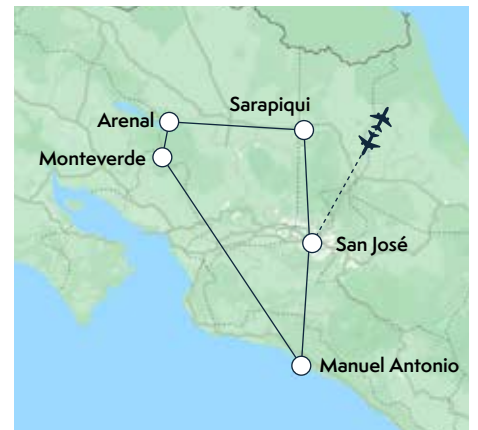 Sarapiqui
Arenal
Monteverde
San José
Manuel Antonio